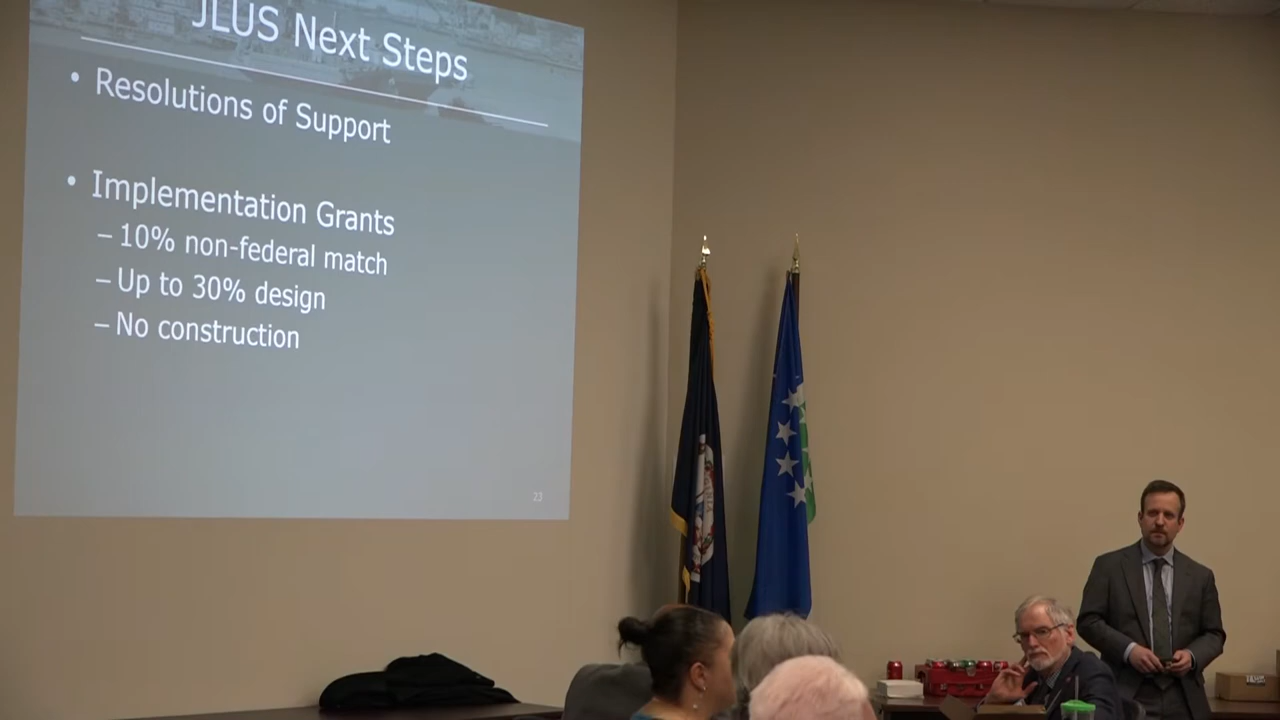 JLUS Next Steps
• Resolutions of Support
• Implementation Grants
– 10% non-federal match
– Up to 30% design
– No construction
23